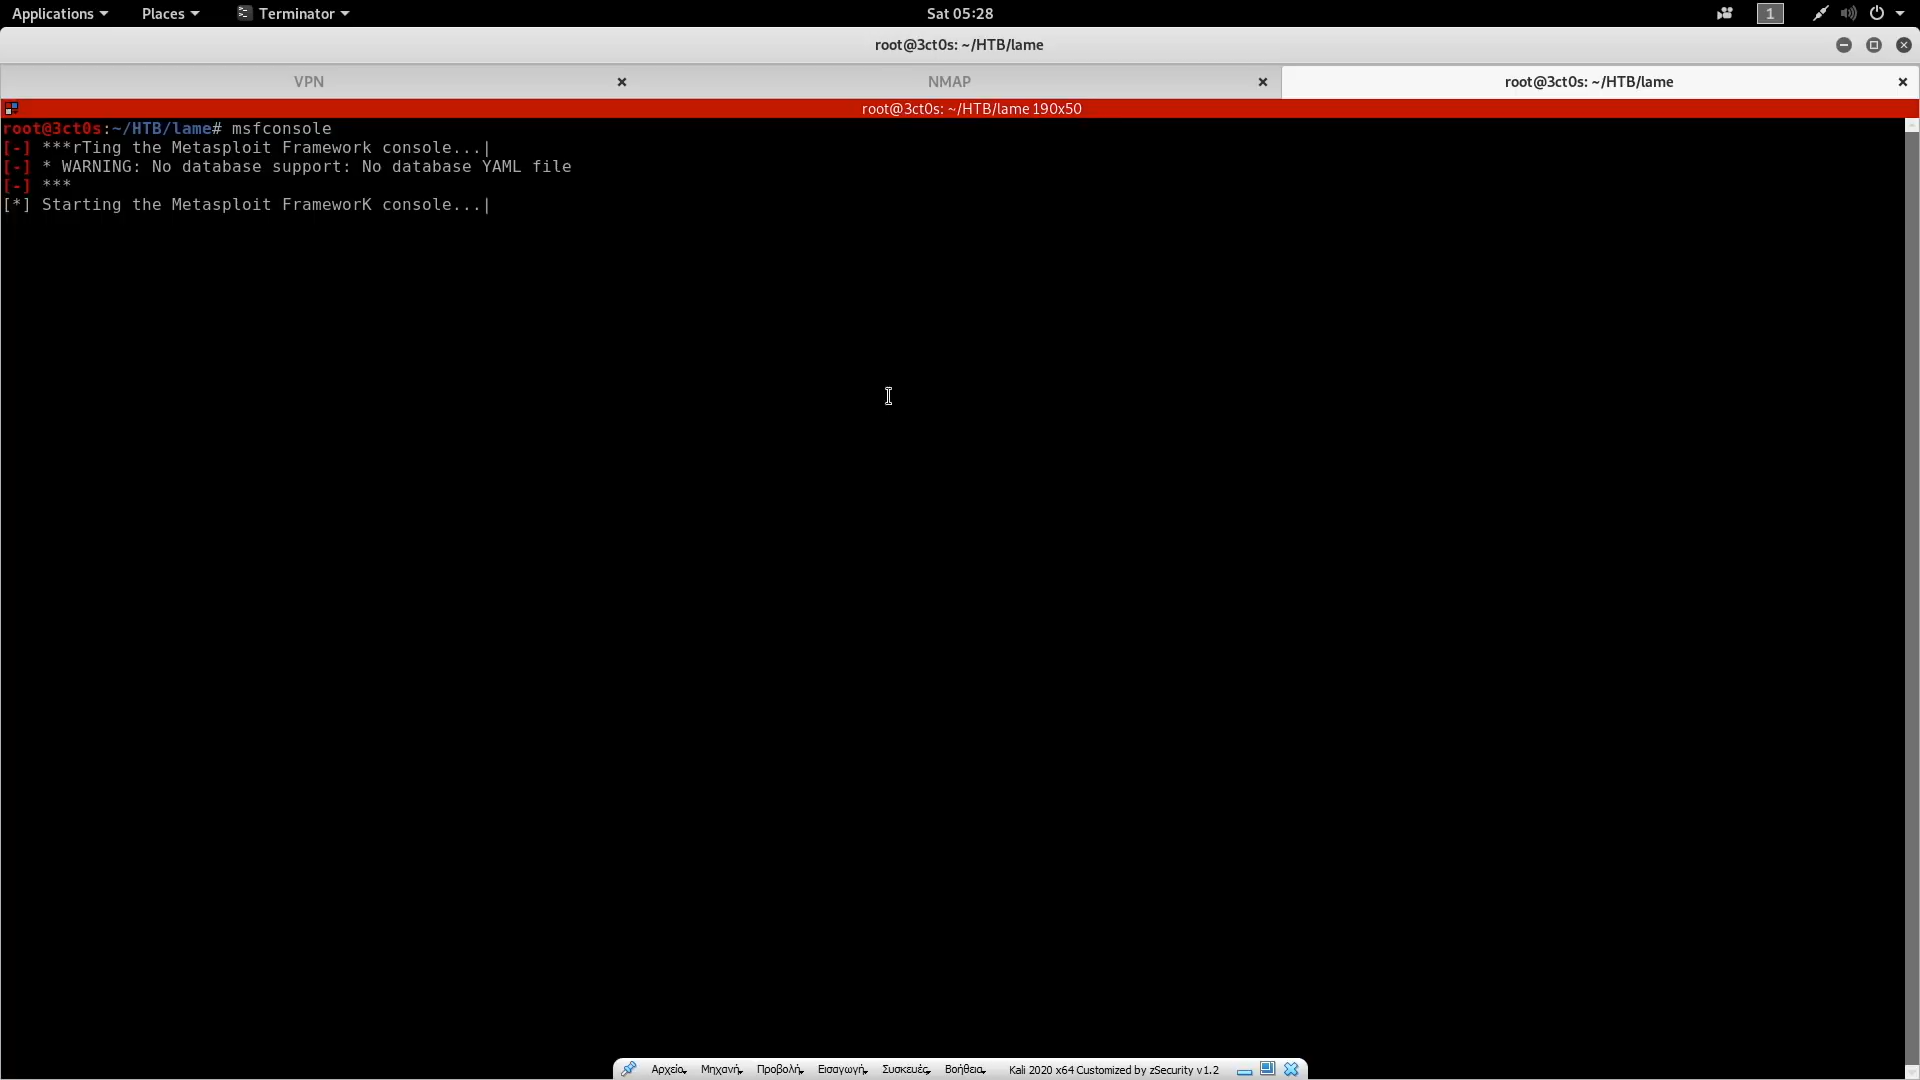 Applications Places Terminator Sat 05:28 1
root@3ct0s: ~/HTB/lame
VPN NMAP root@3ct0s: ~/HTB/lame
root@3ct0s: ~/HTB/lame 190x50
root@3ct0s:~/HTB/lame# msfconsole
[-] ***rTing the Metasploit Framework console...|
[-] * WARNING: No database support: No database YAML file
[-] ***
[*] Starting the Metasploit FrameworK console...|
Αρχείο Μηχανή Προβολή Εισαγωγή Συσκευές Βοήθεια Kali 2020 x64 Customized by zSecurity v1.2